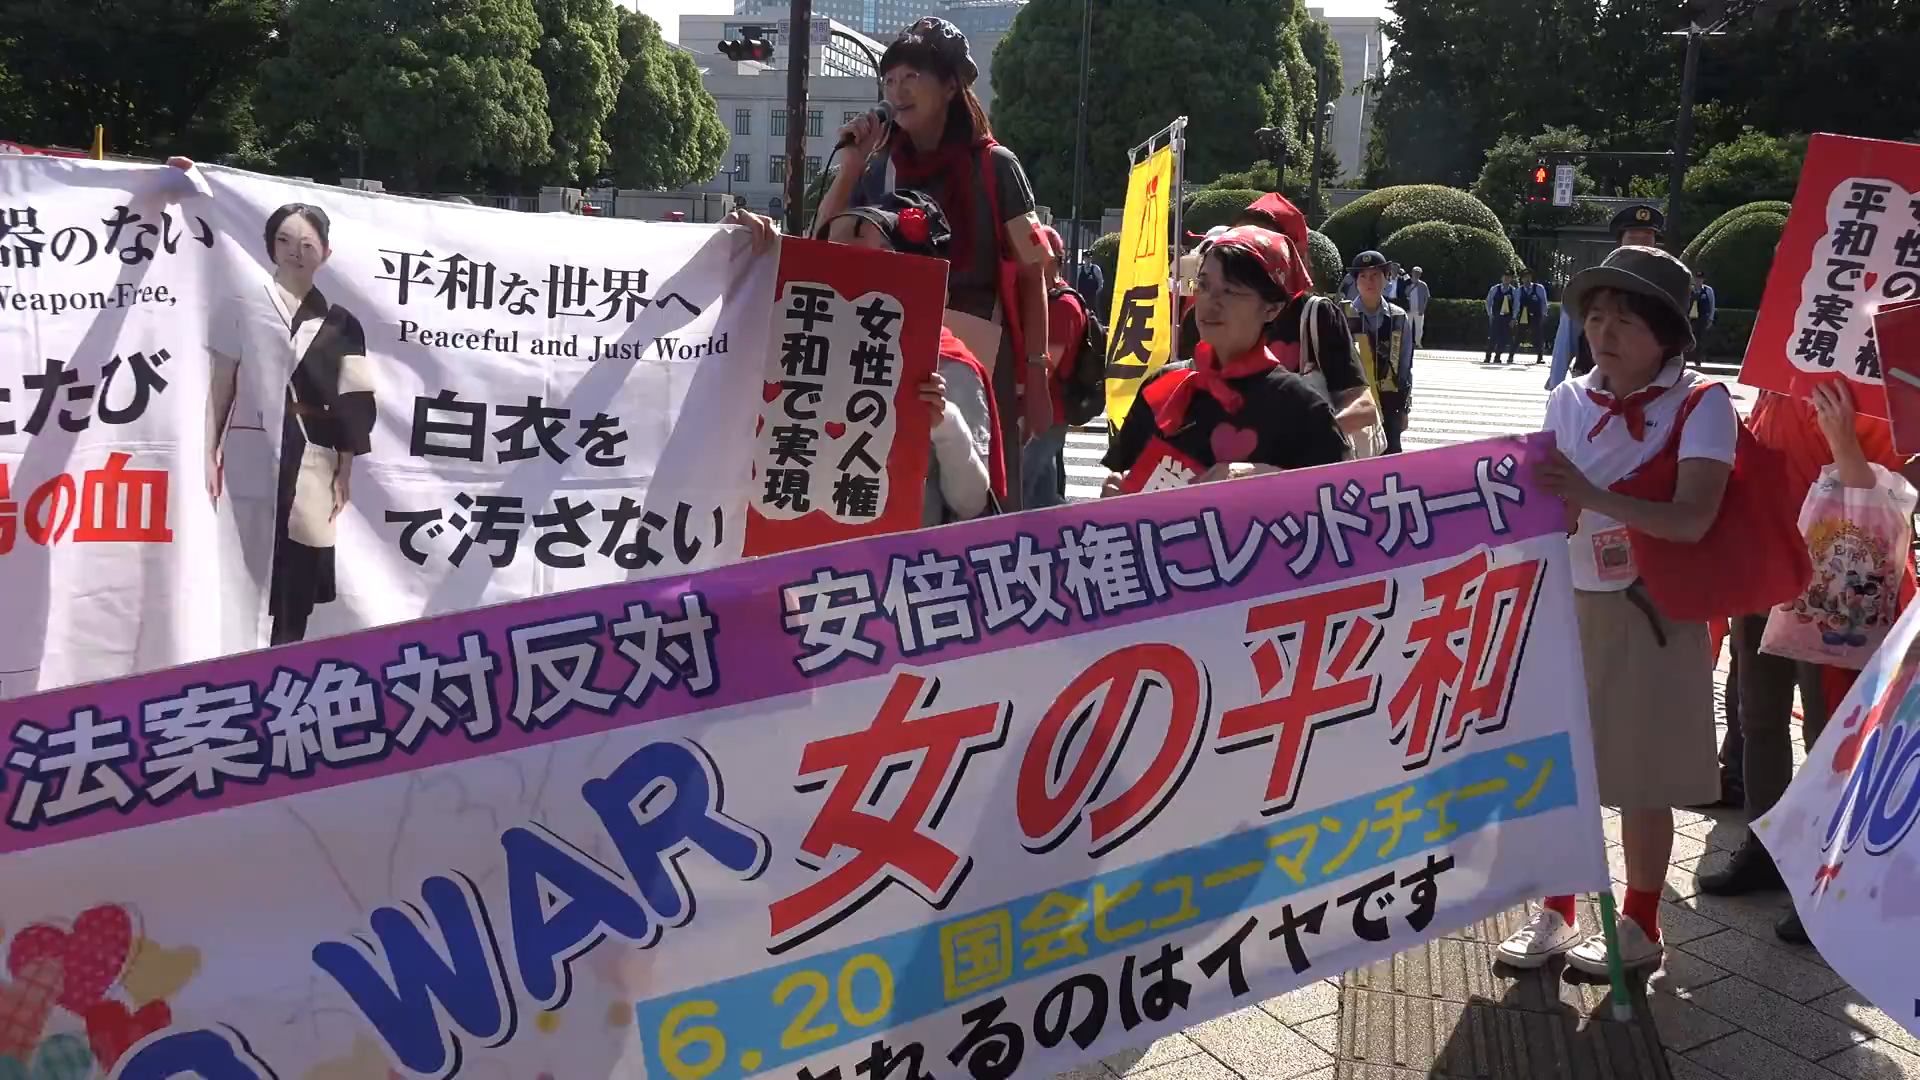 器のない
Weapon-Free,
たび
の血
平和な世界へ
Peaceful and Just World
白衣を
で汚さない
女性の人権
平和で実現
医
平和で実現
法案絶対反対 安倍政権にレッドカード
WAR 女の平和
6.20 国会ヒューマンチェーン
れるのはイヤです
NO